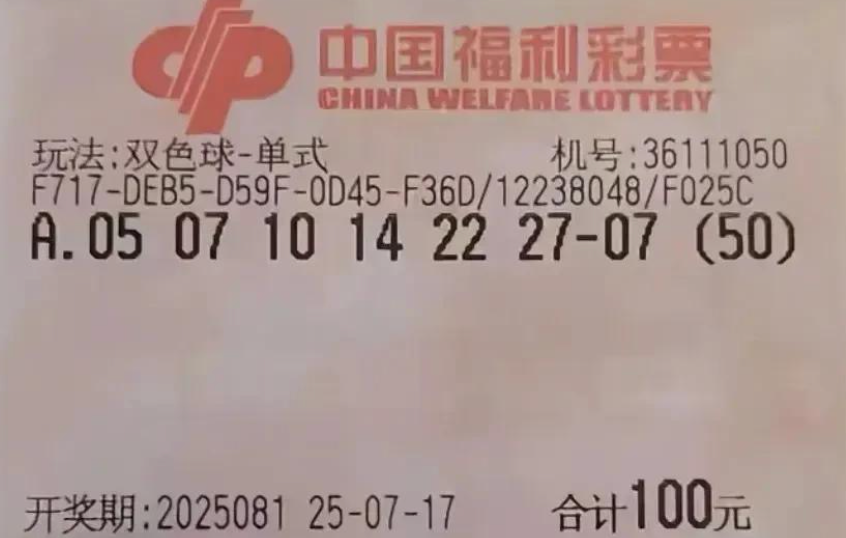 中国福利彩票
CHINA WELFARE LOTTERY
玩法:双色球-单式 机号:36111050
F717-DEB5-D59F-0D45-F36D/12238048/F025C
A.05 07 10 14 22 27-07 (50)
开奖期:2025081 25-07-17 合计100元